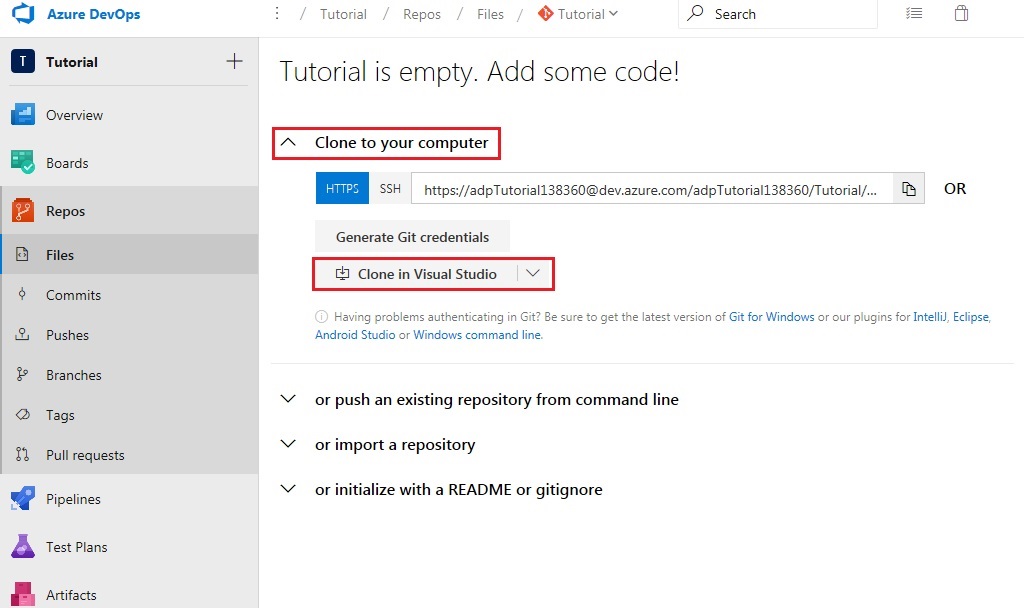 Azure DevOps
⋮ / Tutorial / Repos / Files / Tutorial
Search
T Tutorial +
Overview
Boards
Repos
Files
Commits
Pushes
Branches
Tags
Pull requests
Pipelines
Test Plans
Artifacts
Tutorial is empty. Add some code!
Clone to your computer
HTTPS SSH https://adpTutorial138360@dev.azure.com/adpTutorial138360/Tutorial/... OR
Generate Git credentials
Clone in Visual Studio
Having problems authenticating in Git? Be sure to get the latest version of Git for Windows or our plugins for IntelliJ, Eclipse,
Android Studio or Windows command line.
or push an existing repository from command line
or import a repository
or initialize with a README or gitignore